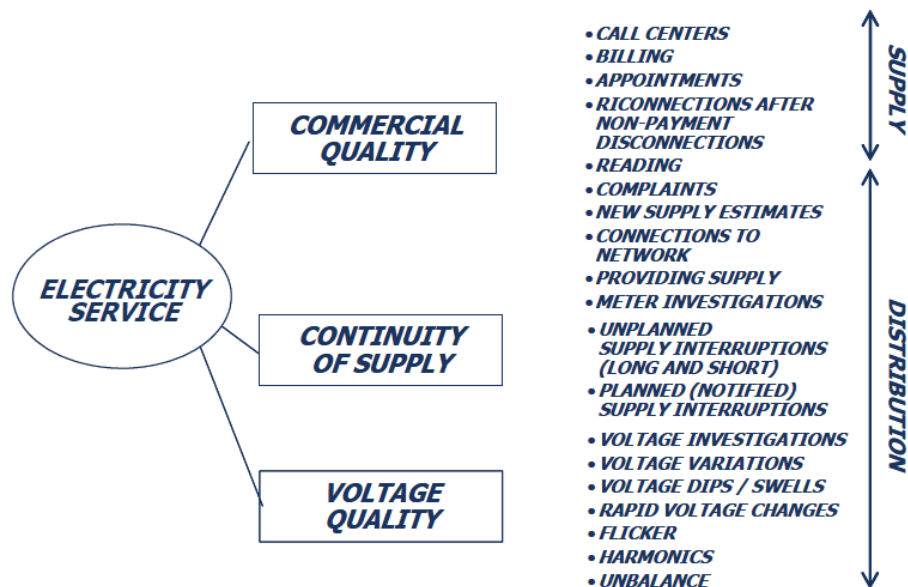 ELECTRICITY
SERVICE
COMMERCIAL
QUALITY
CONTINUITY
OF SUPPLY
VOLTAGE
QUALITY
• CALL CENTERS
• BILLING
• APPOINTMENTS
• RICONNECTIONS AFTER
NON-PAYMENT
DISCONNECTIONS
• READING
• COMPLAINTS
• NEW SUPPLY ESTIMATES
• CONNECTIONS TO
NETWORK
• PROVIDING SUPPLY
• METER INVESTIGATIONS
• UNPLANNED
SUPPLY INTERRUPTIONS
(LONG AND SHORT)
• PLANNED (NOTIFIED)
SUPPLY INTERRUPTIONS
• VOLTAGE INVESTIGATIONS
• VOLTAGE VARIATIONS
• VOLTAGE DIPS / SWELLS
• RAPID VOLTAGE CHANGES
• FLICKER
• HARMONICS
• UNBALANCE
SUPPLY
DISTRIBUTION